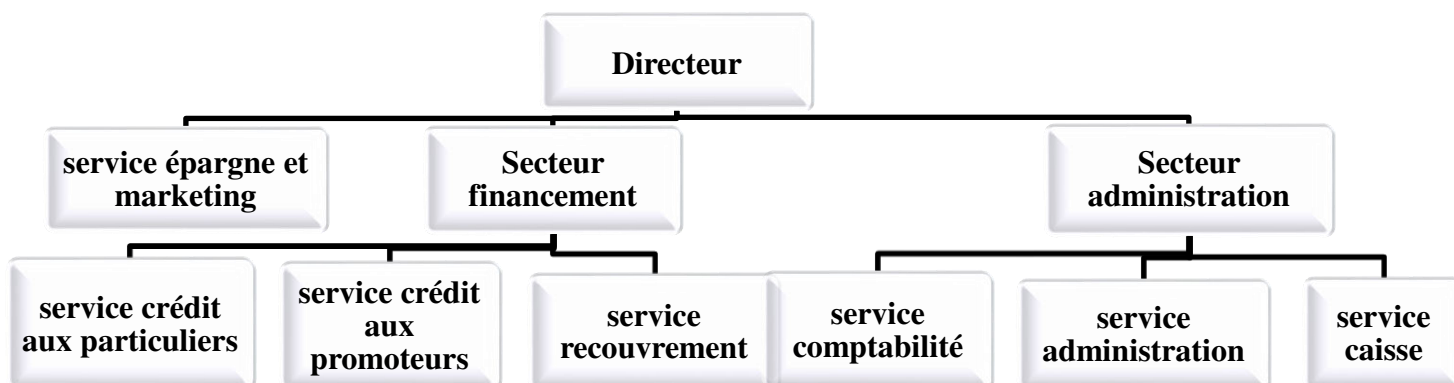 Directeur
service épargne et
marketing
Secteur
financement
Secteur
administration
service crédit
aux particuliers
service crédit
aux
promoteurs
service
recouvrement
service
comptabilité
service
administration
service
caisse